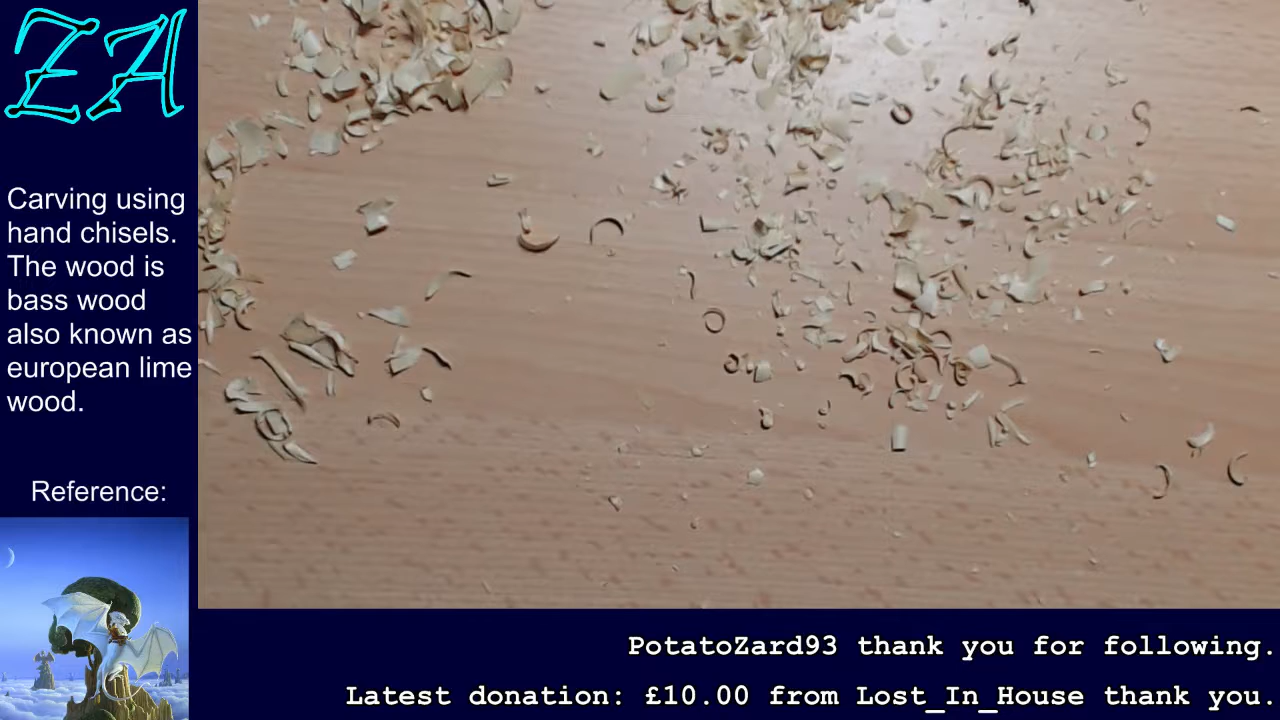 ZA
Carving using
hand chisels.
The wood is
bass wood
also known as
european lime
wood.
Reference:
PotatoZard93 thank you for following.
Latest donation: £10.00 from Lost_In_House thank you.